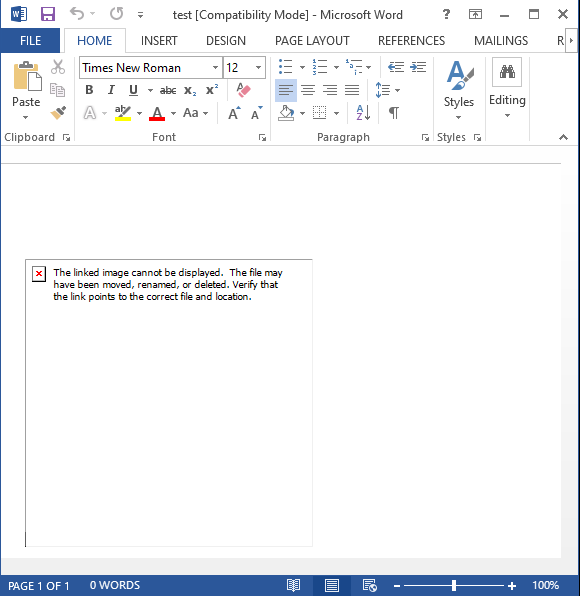 test [Compatibility Mode] - Microsoft Word
FILE HOME INSERT DESIGN PAGE LAYOUT REFERENCES MAILINGS R
Times New Roman 12
B I U abc X₂ X²
A ab A Aa A A
Paste
Styles
Editing
Clipboard Font Paragraph Styles
The linked image cannot be displayed. The file may
have been moved, renamed, or deleted. Verify that
the link points to the correct file and location.
PAGE 1 OF 1 0 WORDS 100%